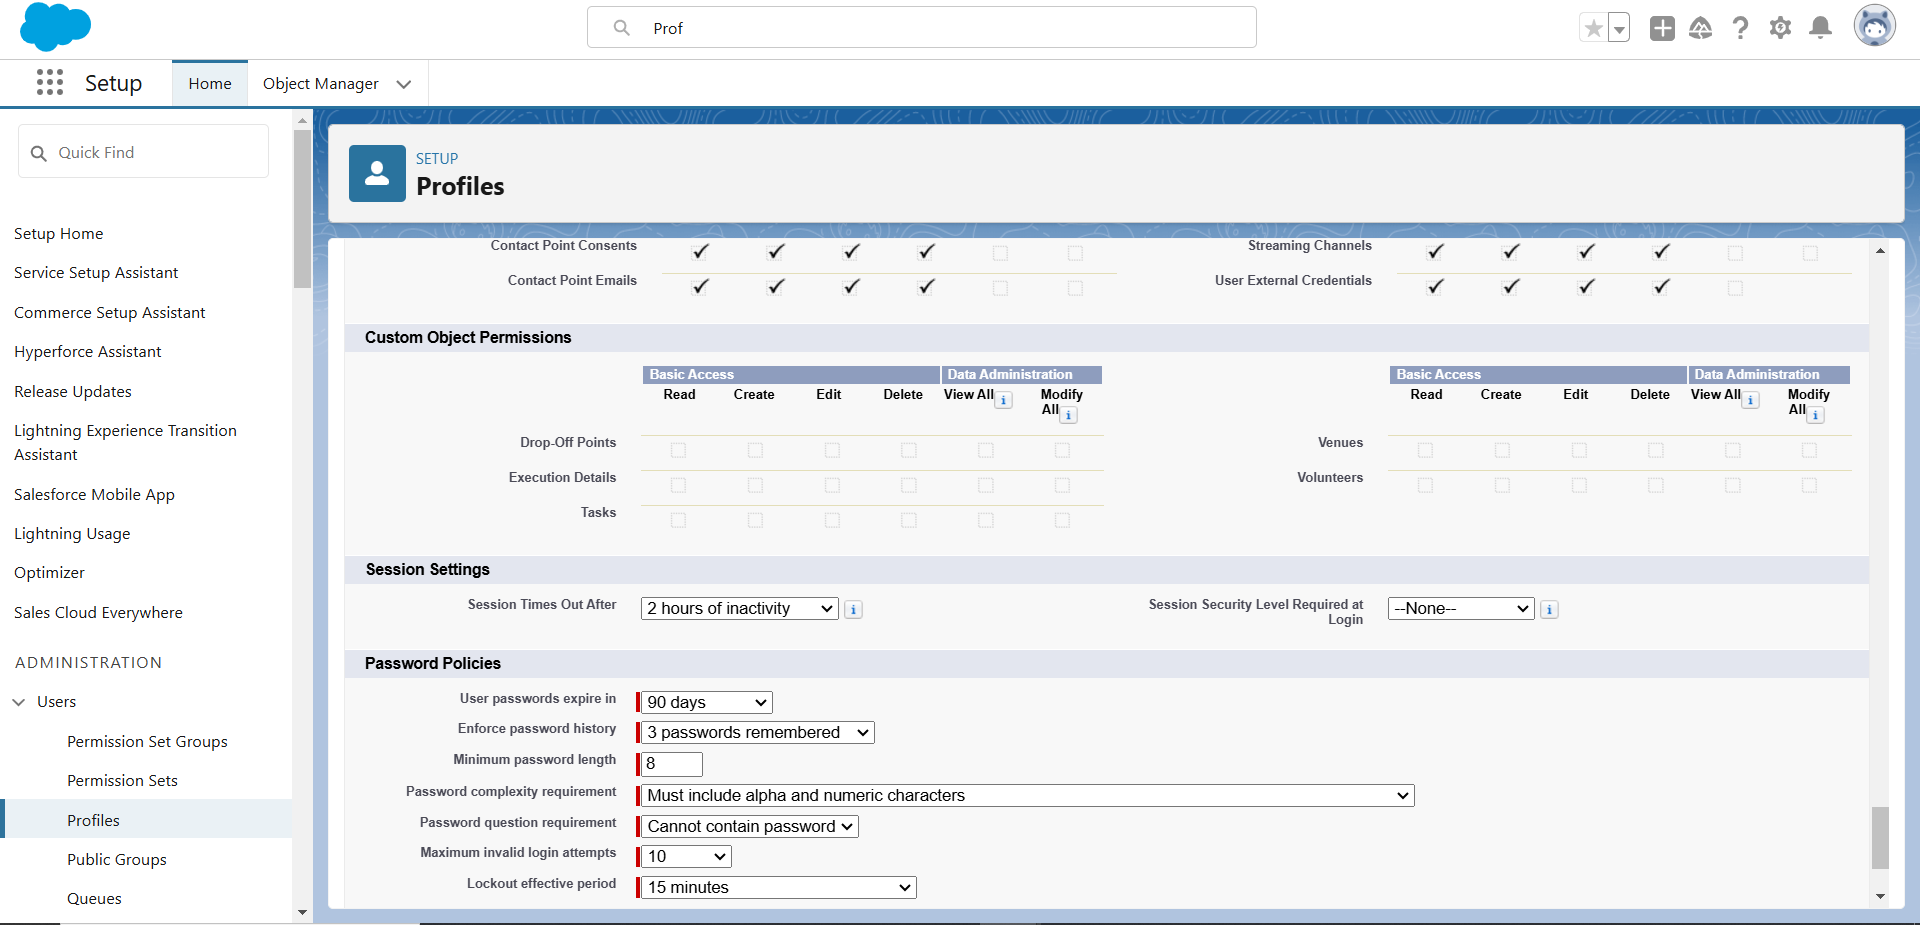 Prof
Setup
Home
Object Manager
Quick Find
Setup Home
Service Setup Assistant
Commerce Setup Assistant
Hyperforce Assistant
Release Updates
Lightning Experience Transition
Assistant
Salesforce Mobile App
Lightning Usage
Optimizer
Sales Cloud Everywhere
ADMINISTRATION
Users
Permission Set Groups
Permission Sets
Profiles
Public Groups
Queues
SETUP
Profiles
Contact Point Consents
Streaming Channels
Contact Point Emails
User External Credentials
Custom Object Permissions
Basic Access Data Administration
Read Create Edit Delete View All Modify
All
Basic Access Data Administration
Read Create Edit Delete View All Modify
All
Drop-Off Points
Venues
Execution Details
Volunteers
Tasks
Session Settings
Session Times Out After 2 hours of inactivity
Session Security Level Required at
Login --None--
Password Policies
User passwords expire in 90 days
Enforce password history 3 passwords remembered
Minimum password length 8
Password complexity requirement Must include alpha and numeric characters
Password question requirement Cannot contain password
Maximum invalid login attempts 10
Lockout effective period 15 minutes